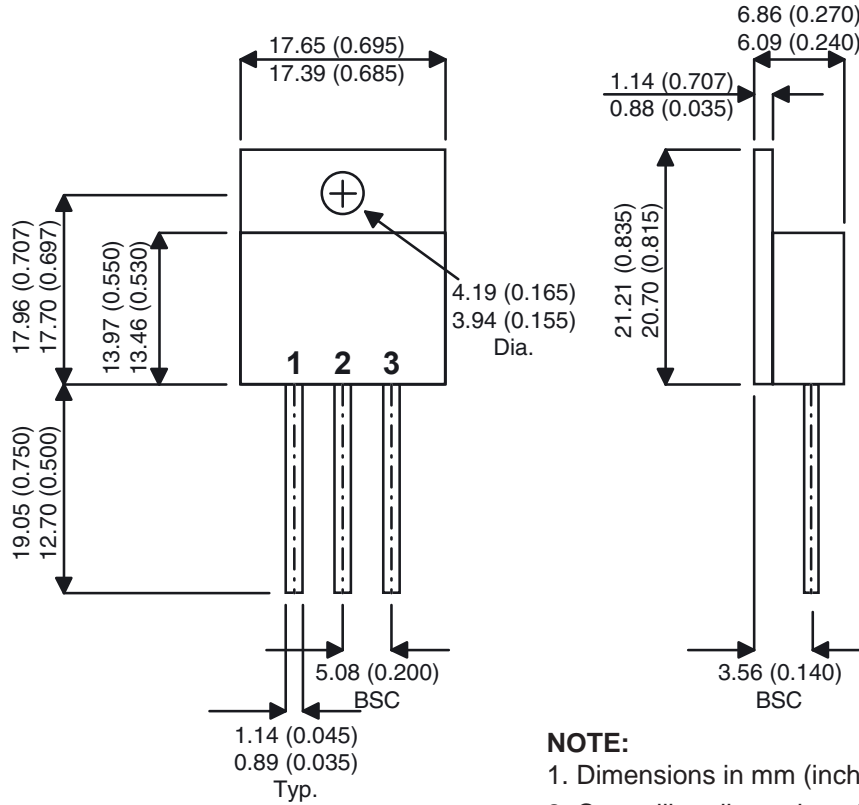 17.65 (0.695)
17.39 (0.685)
6.86 (0.270)
6.09 (0.240)
1.14 (0.707)
0.88 (0.035)
17.96 (0.707)
17.70 (0.697)
13.97 (0.550)
13.46 (0.530)
4.19 (0.165)
3.94 (0.155)
Dia.
21.21 (0.835)
20.70 (0.815)
1 2 3
19.05 (0.750)
12.70 (0.500)
5.08 (0.200)
BSC
3.56 (0.140)
BSC
1.14 (0.045)
0.89 (0.035)
Typ.
NOTE:
1. Dimensions in mm (inch